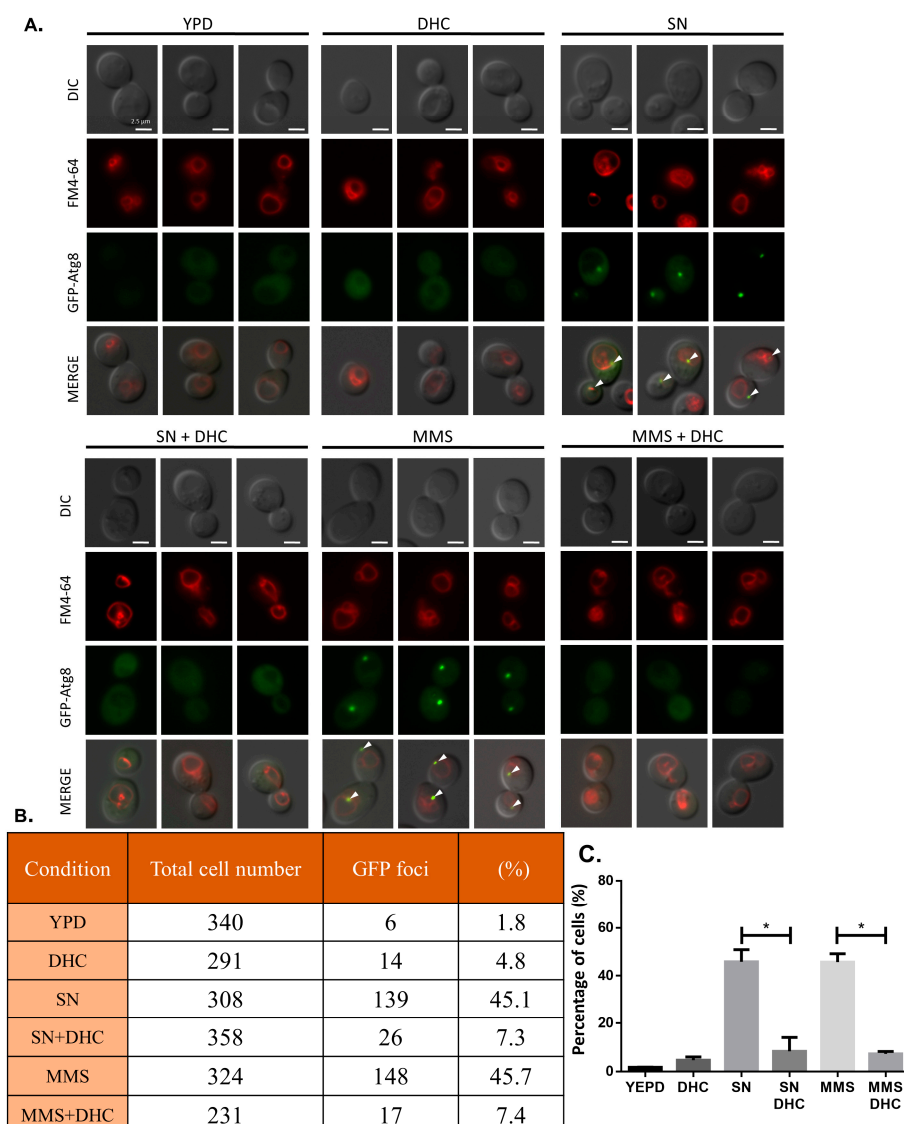 A.
YPD DHC SN
DIC
2.5 µm
FM4-64
GFP-Atg8
MERGE
SN + DHC MMS MMS + DHC
DIC
FM4-64
GFP-Atg8
MERGE
B.
Condition Total cell number GFP foci (%)
YPD 340 6 1.8
DHC 291 14 4.8
SN 308 139 45.1
SN+DHC 358 26 7.3
MMS 324 148 45.7
MMS+DHC 231 17 7.4
C.
Percentage of cells (%)
80
60
40
20
0
* *
YEPD DHC SN SN DHC MMS MMS DHC